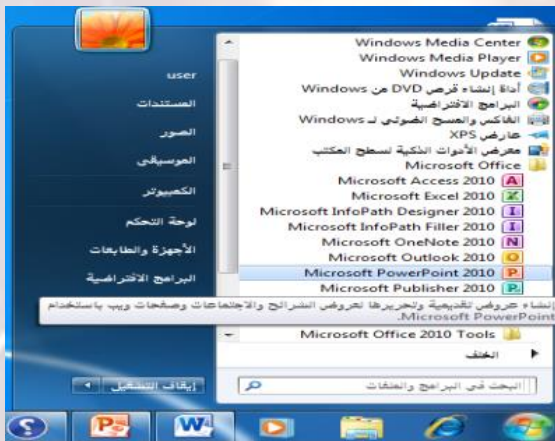 Windows Media Center
Windows Media Player
Windows Update
أداة إنشاء قرص DVD من Windows
البرامج الافتراضية
الفاكس والمسح الضوئي لـ Windows
عارض XPS
معرض الأدوات الذكية لسطح المكتب
Microsoft Office
Microsoft Access 2010
Microsoft Excel 2010
Microsoft InfoPath Designer 2010
Microsoft InfoPath Filler 2010
Microsoft OneNote 2010
Microsoft Outlook 2010
Microsoft PowerPoint 2010
Microsoft Publisher 2010
إنشاء عروض تقديمية وتحريرها لعروض الشرائح والاجتماعات وصفحات ويب باستخدام
Microsoft PowerPoint.
Microsoft Office 2010 Tools
الخلف
البحث في البرامج والملفات
user
المستندات
الصور
الموسيقى
الكمبيوتر
لوحة التحكم
الأجهزة والطابعات
البرامج الافتراضية
إيقاف التشغيل